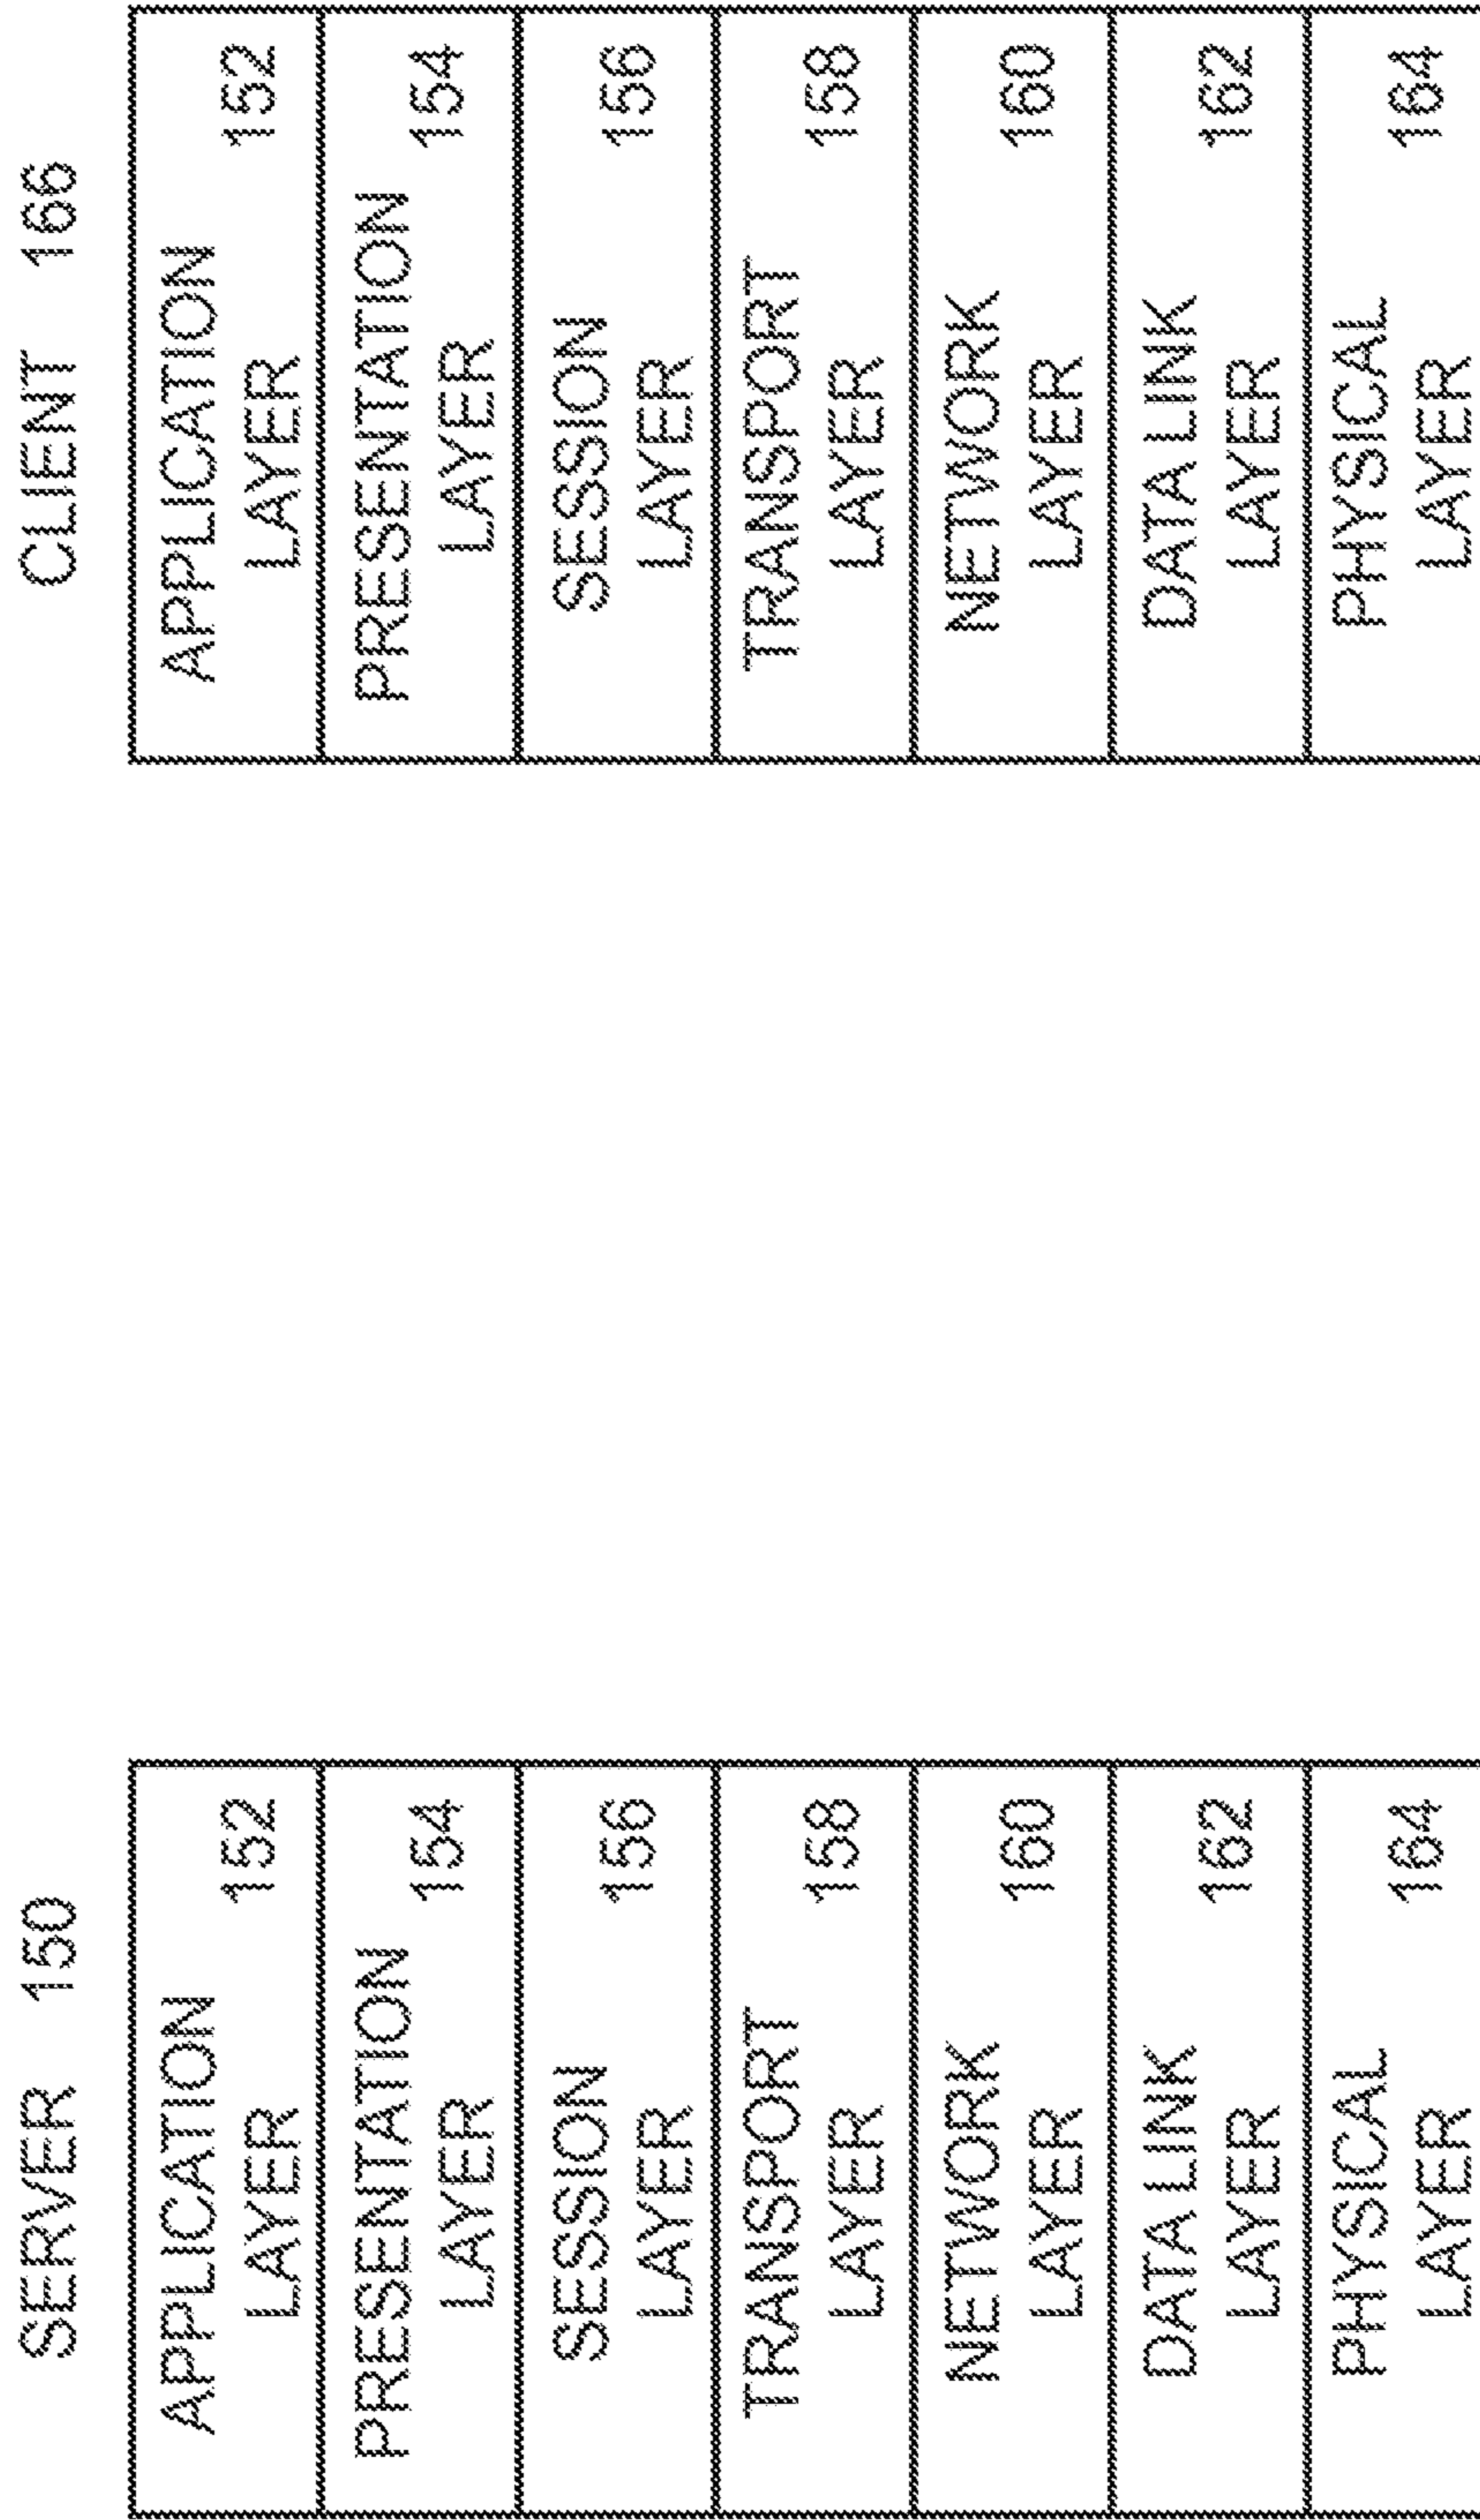 SERVER 150
APPLICATION
LAYER 152
PRESENTATION
LAYER 154
SESSION
LAYER 156
TRANSPORT
LAYER 158
NETWORK
LAYER 160
DATA LINK
LAYER 162
PHYSICAL
LAYER 164
CLIENT 166
APPLICATION
LAYER 152
PRESENTATION
LAYER 154
SESSION
LAYER 156
TRANSPORT
LAYER 158
NETWORK
LAYER 160
DATA LINK
LAYER 162
PHYSICAL
LAYER 164